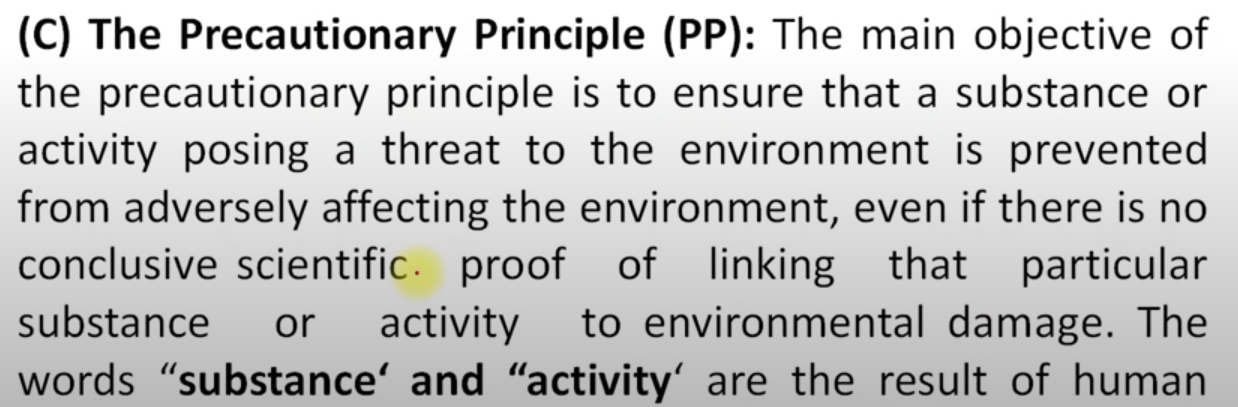 (C) The Precautionary Principle (PP): The main objective of
the precautionary principle is to ensure that a substance or
activity posing a threat to the environment is prevented
from adversely affecting the environment, even if there is no
conclusive scientific proof of linking that particular
substance or activity to environmental damage. The
words “substance‘ and “activity‘ are the result of human